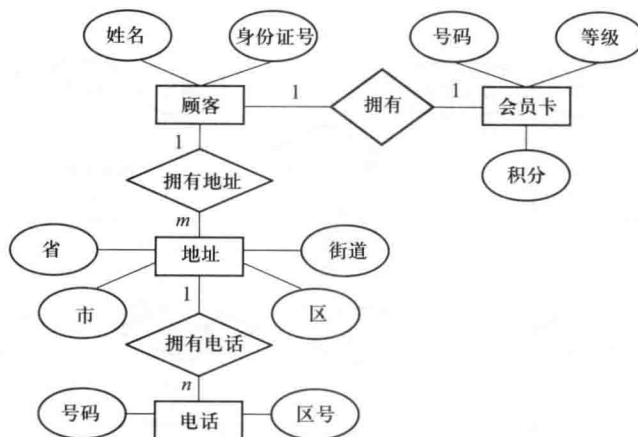 姓名 身份证号 号码 等级
顾客 1 拥有 1 会员卡
1
拥有地址 积分
m
省 地址 街道
市 1 区
拥有电话
n
号码 电话 区号